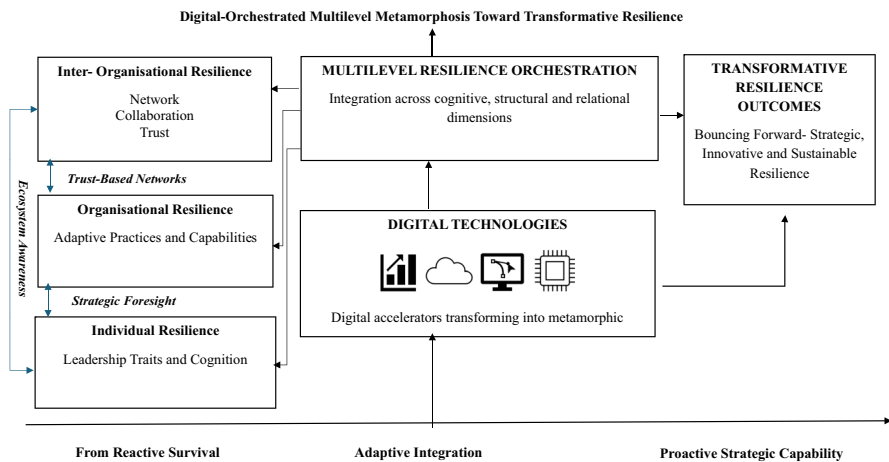 Digital-Orchestrated Multilevel Metamorphosis Toward Transformative Resilience
Inter- Organisational Resilience
Network
Collaboration
Trust
Trust-Based Networks
Organisational Resilience
Adaptive Practices and Capabilities
Strategic Foresight
Individual Resilience
Leadership Traits and Cognition
Ecosystem Awareness
MULTILEVEL RESILIENCE ORCHESTRATION
Integration across cognitive, structural and relational
dimensions
DIGITAL TECHNOLOGIES
Digital accelerators transforming into metamorphic
TRANSFORMATIVE
RESILIENCE
OUTCOMES
Bouncing Forward- Strategic,
Innovative and Sustainable
Resilience
From Reactive Survival
Adaptive Integration
Proactive Strategic Capability